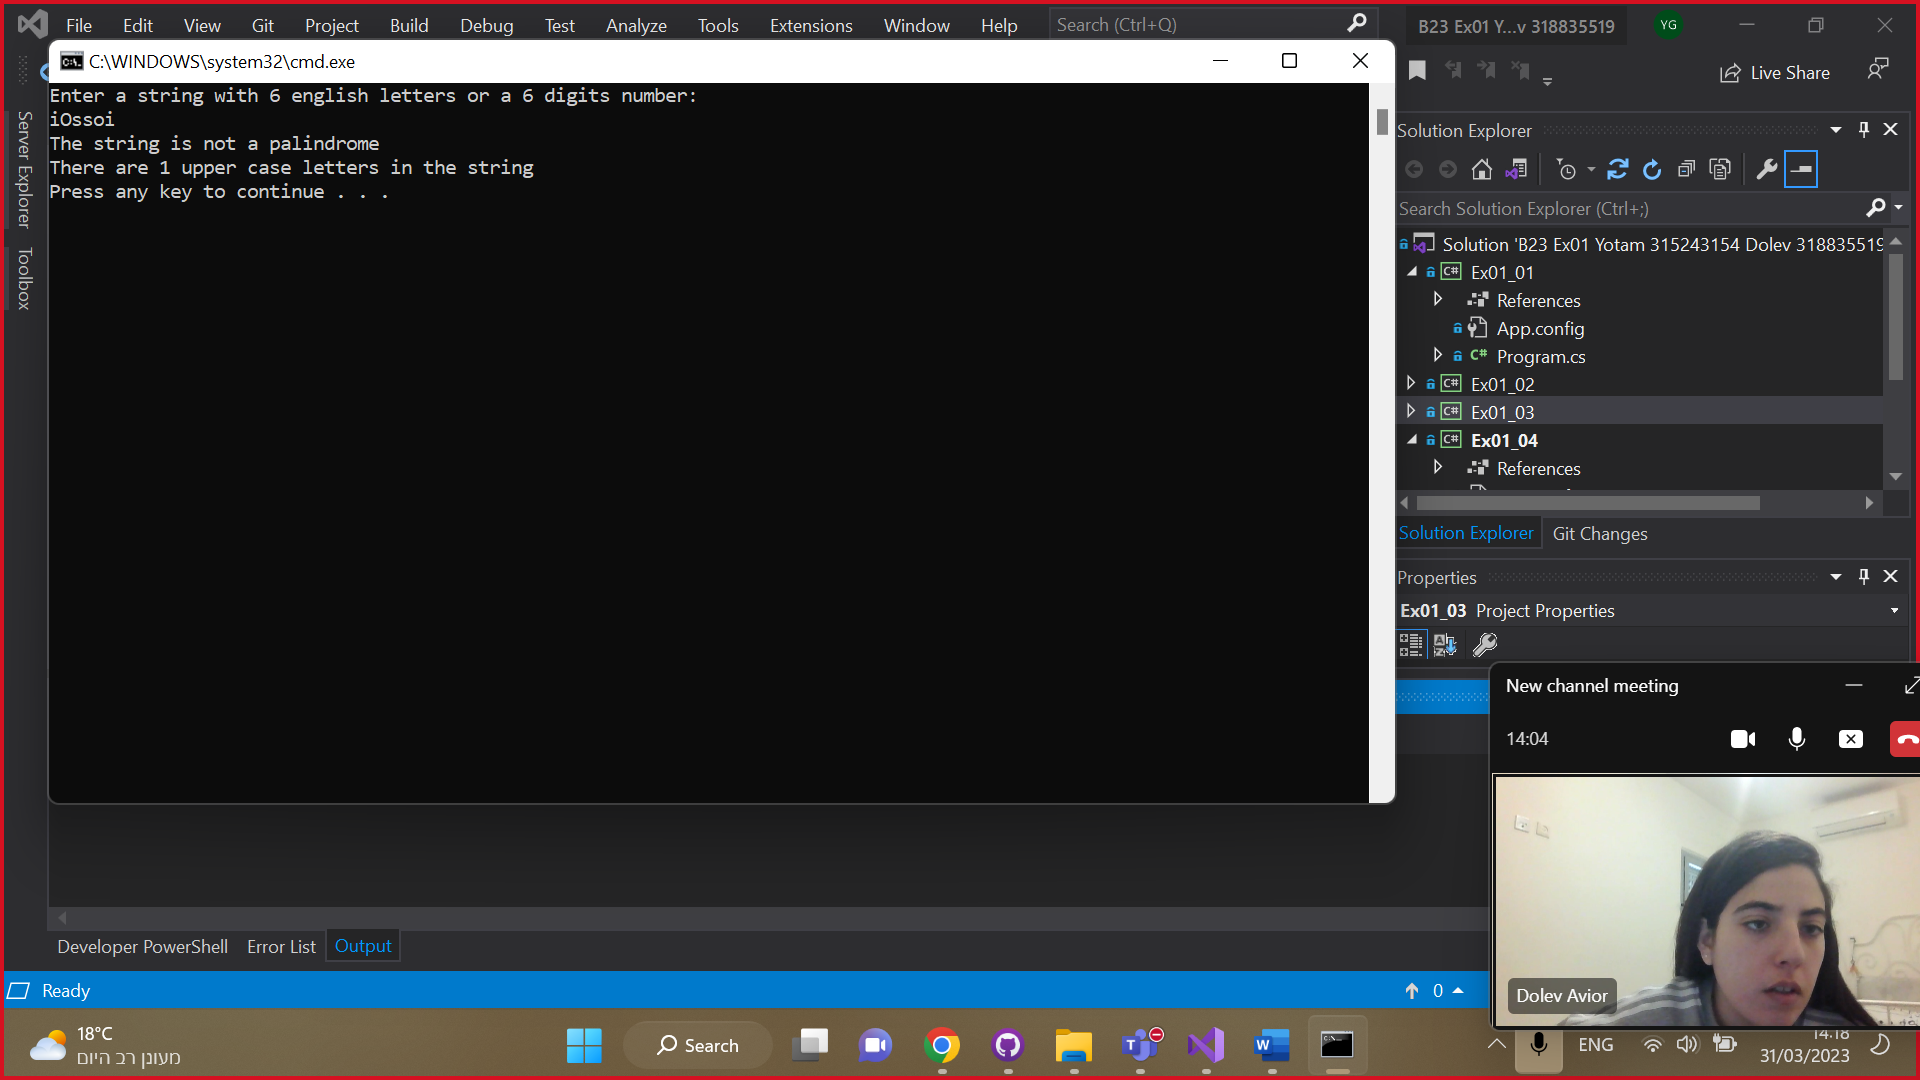 File Edit View Git Project Build Debug Test Analyze Tools Extensions Window Help Search (Ctrl+Q) B23 Ex01 Y...v 318835519 YG
C:\WINDOWS\system32\cmd.exe
Live Share
Enter a string with 6 english letters or a 6 digits number:
iOssoi
The string is not a palindrome
There are 1 upper case letters in the string
Press any key to continue . . .
Server Explorer
Toolbox
Solution Explorer
Search Solution Explorer (Ctrl+;)
Solution 'B23 Ex01 Yotam 315243154 Dolev 318835519
C# Ex01_01
References
App.config
C# Program.cs
C# Ex01_02
C# Ex01_03
C# Ex01_04
References
Solution Explorer Git Changes
Properties
Ex01_03 Project Properties
New channel meeting
14:04
Dolev Avior
Developer PowerShell Error List Output
Ready
0
18°C
מעונן רב היום
Search
ENG
14:18
31/03/2023